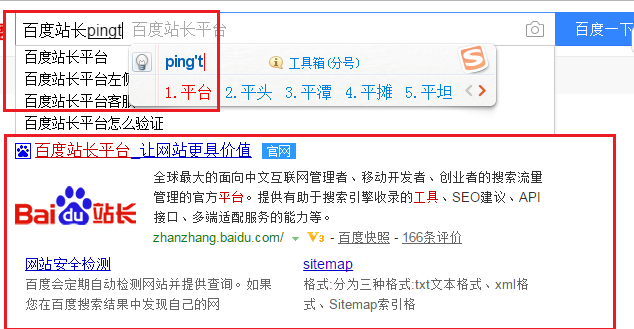 百度站长pingt 百度站长平台
百度一下
百度站长平台
百度站长平台
百度站长平台客服
百度站长平台怎么验证
ping't
工具箱(分号)
1.平台 2.平头 3.平潭 4.平摊 5.平坦
百度站长平台_让网站更具价值 官网
Bai du 站长
全球最大的面向中文互联网管理者、移动开发者、创业者的搜索流量
管理的官方平台。提供有助于搜索引擎收录的工具、SEO建议、API
接口、多端适配服务的能力等。
zhanzhang.baidu.com/ V3 - 百度快照 - 166条评价
网站安全检测
百度会定期自动检测网站并提供查询。如果
您在百度搜索结果中发现自己的网
sitemap
格式:分为三种格式:txt文本格式、xml格
式、Sitemap索引格